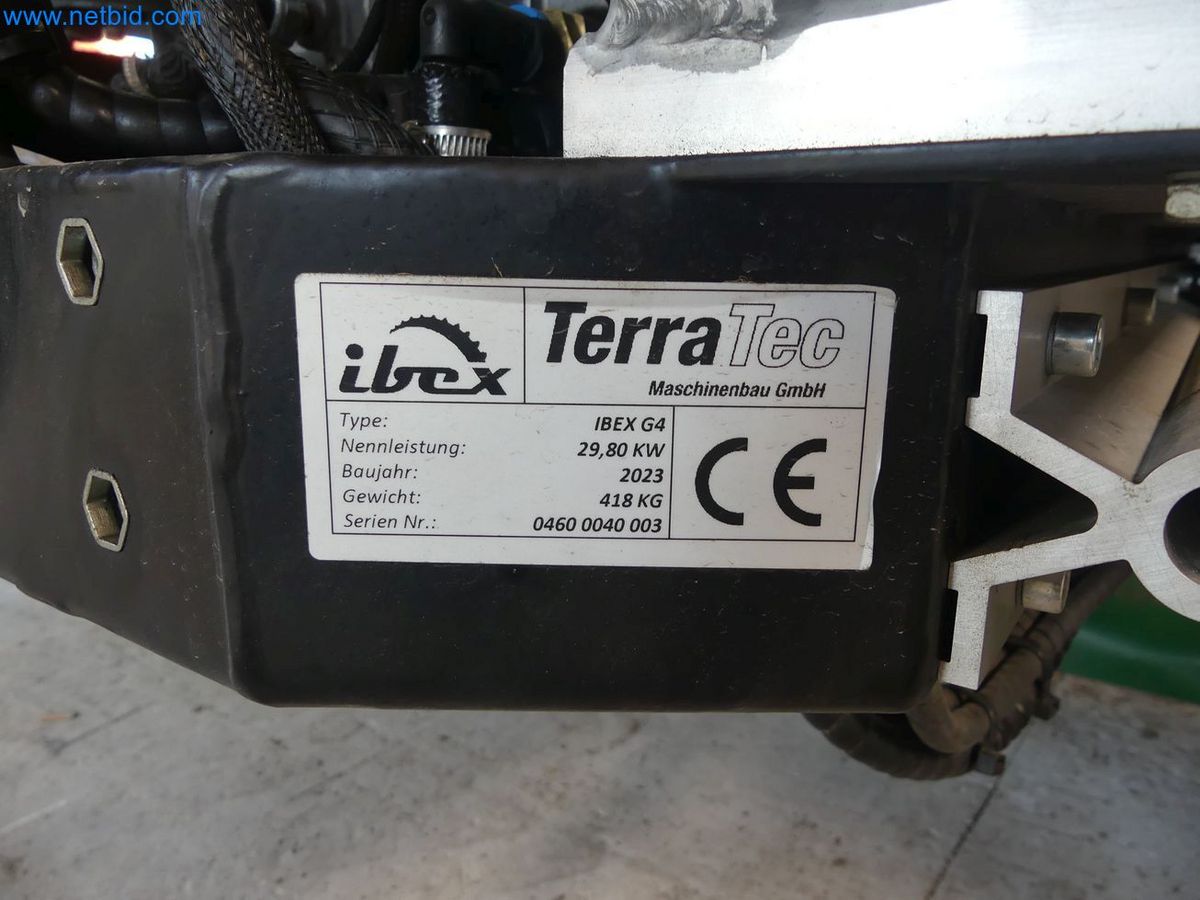 www.netbid.com
ibex
TerraTec
Maschinenbau GmbH
Type: IBEX G4
Nennleistung: 29,80 KW
Baujahr: 2023
Gewicht: 418 KG
Serien Nr.: 0460 0040 003
CE